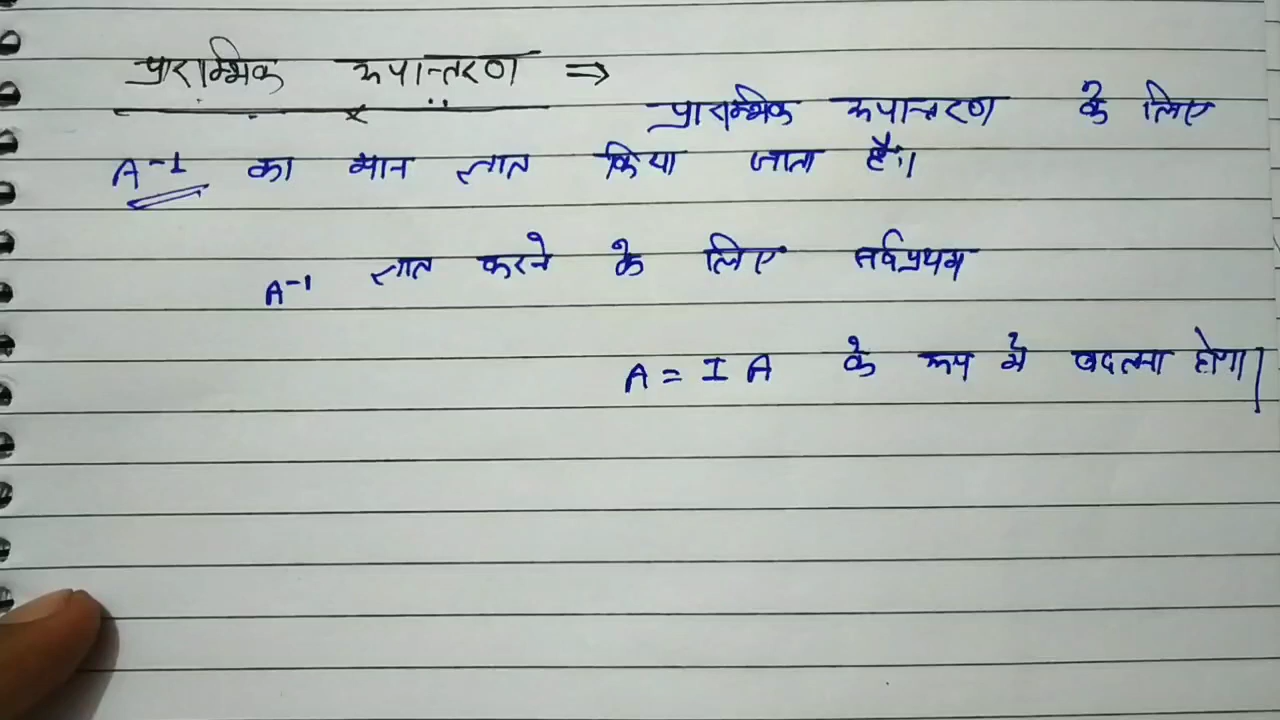 प्रारम्भिक रूपान्तरण ⇒
प्रारम्भिक रूपान्तरण के लिए
A⁻¹ का मान ज्ञात किया जाता है।
A⁻¹ ज्ञात करने के लिए सर्वप्रथम
A = I A के रूप में बदलना होगा|